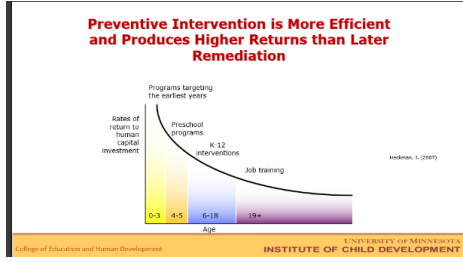 Preventive Intervention is More Efficient
and Produces Higher Returns than Later
Remediation
Programs targeting
the earliest years
Rates of
return to
human
capital
investment
Preschool
programs
K-12
interventions
Job training
Heckman, J. (2007)
0-3 4-5 6-18 19+
Age
College of Education and Human Development
UNIVERSITY OF MINNESOTA
INSTITUTE OF CHILD DEVELOPMENT